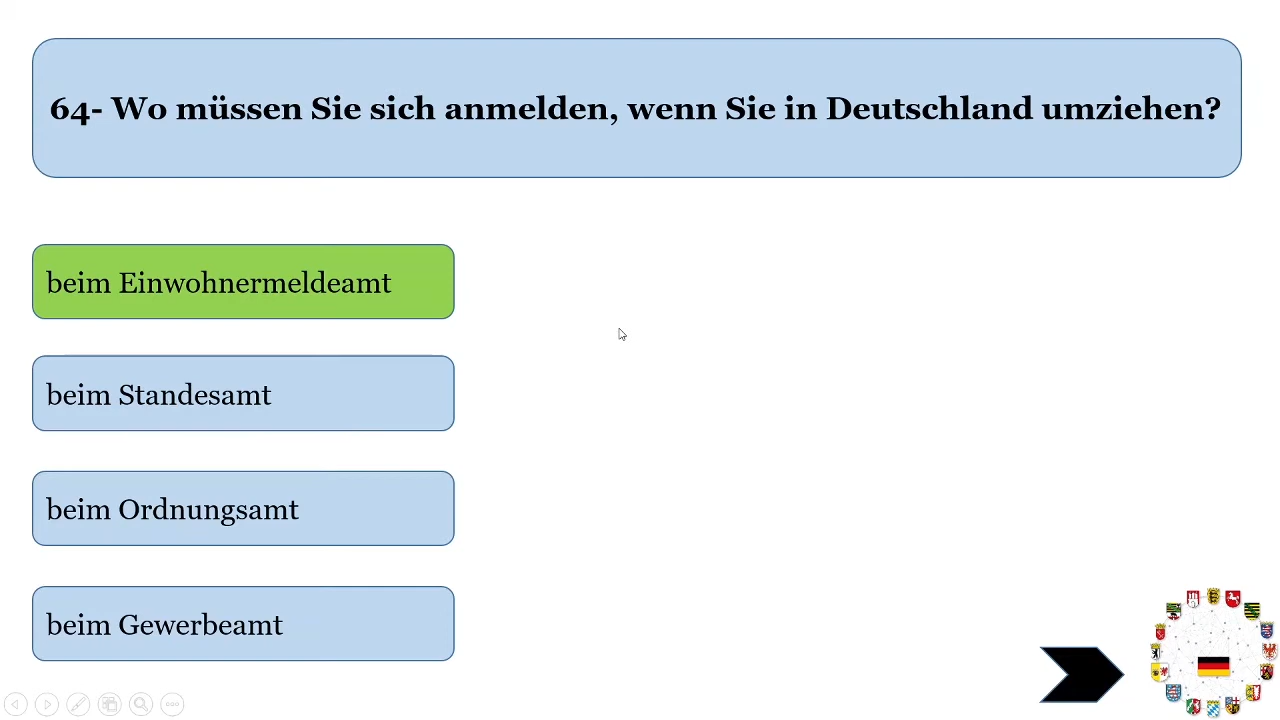 64- Wo müssen Sie sich anmelden, wenn Sie in Deutschland umziehen?
beim Einwohnermeldeamt
beim Standesamt
beim Ordnungsamt
beim Gewerbeamt